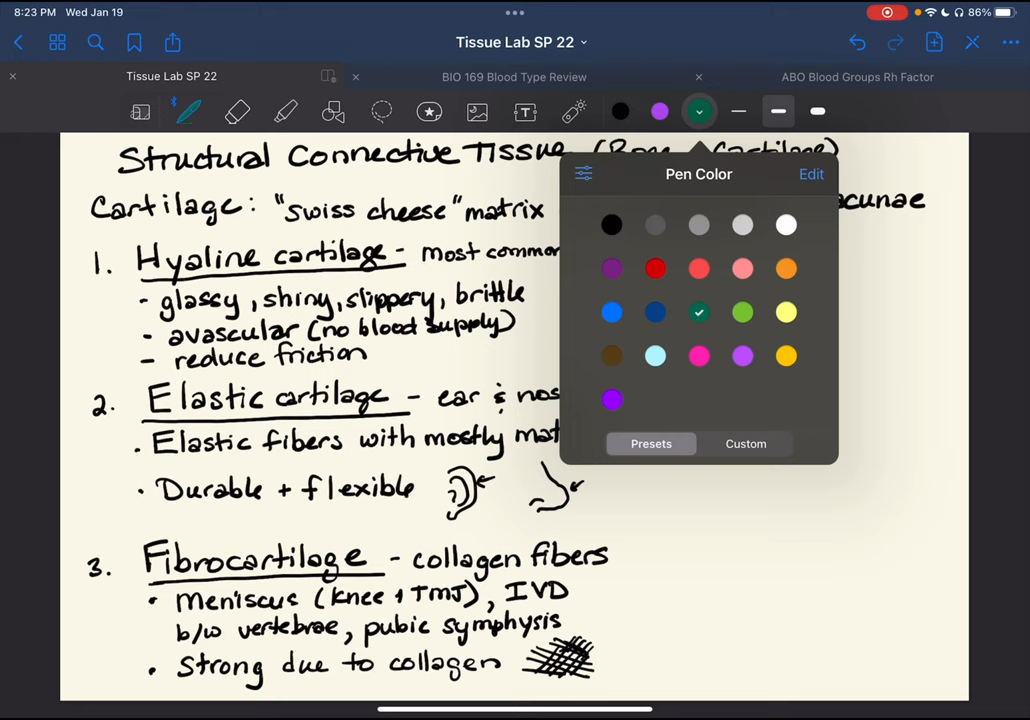 8:23 PM Wed Jan 19
86%
Tissue Lab SP 22
Tissue Lab SP 22
BIO 169 Blood Type Review
ABO Blood Groups Rh Factor
Structural Connective Tissue (Bone + Cartilage)
Cartilage: "swiss cheese" matrix acunae
1. Hyaline cartilage - most common
- glassy, shiny, slippery, brittle
- avascular (no blood supply)
- reduce friction
2. Elastic cartilage - ear & nos
. Elastic fibers with mostly mat
• Durable + flexible
3. Fibrocartilage - collagen fibers
• Meniscus (knee + TMJ), IVD
b/w vertebrae, pubic symphysis
• Strong due to collagen
Pen Color
Edit
Presets
Custom